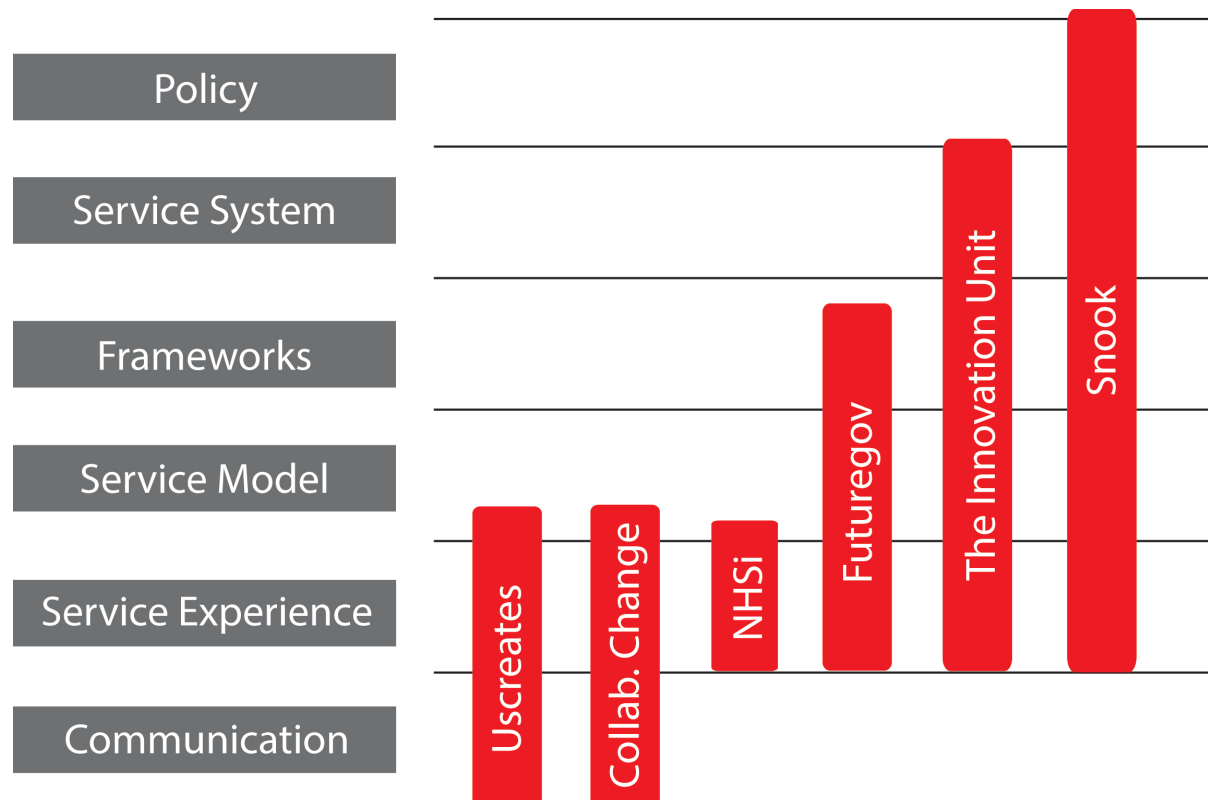 Policy
Service System
Frameworks
Service Model
Service Experience
Communication
Uscreates
Collab. Change
NHSi
Futuregov
The Innovation Unit
Snook